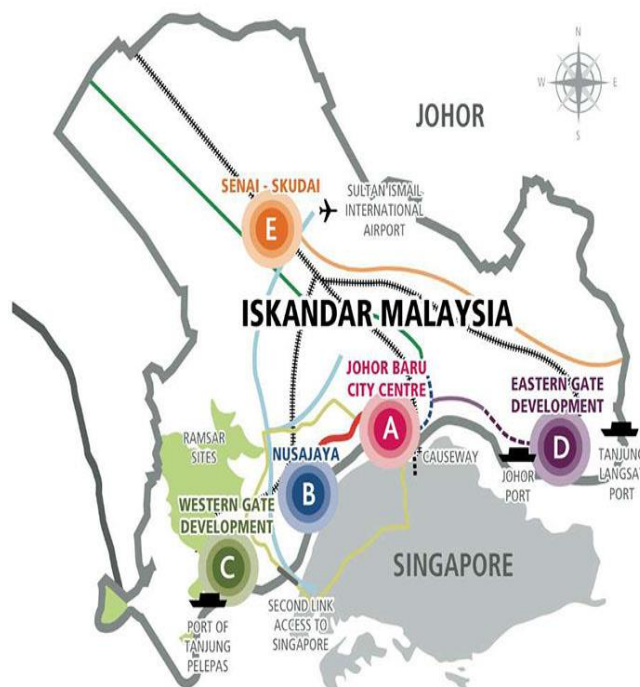 N
W
E
S
JOHOR
SENAI - SKUDAI
E
SULTAN ISMAIL
INTERNATIONAL
AIRPORT
ISKANDAR MALAYSIA
JOHOR BARU
CITY CENTRE
A
EASTERN GATE
DEVELOPMENT
D
RAMSAR
SITES
NUSAJAYA
B
CAUSEWAY
JOHOR
PORT
TANJUNG
LANGSAT
PORT
WESTERN GATE
DEVELOPMENT
C
SINGAPORE
PORT OF
TANJUNG
PELEPAS
SECOND LINK
ACCESS TO
SINGAPORE